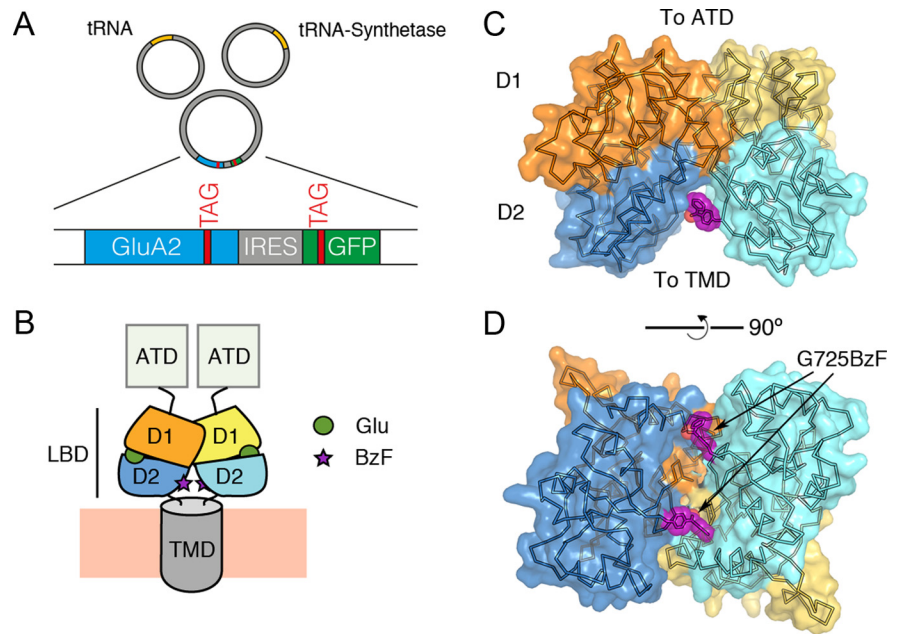 A
tRNA
tRNA-Synthetase
TAG
TAG
GluA2
IRES
GFP
B
ATD
ATD
LBD
D1
D1
D2
D2
TMD
Glu
BzF
C
To ATD
D1
D2
To TMD
D
90º
G725BzF